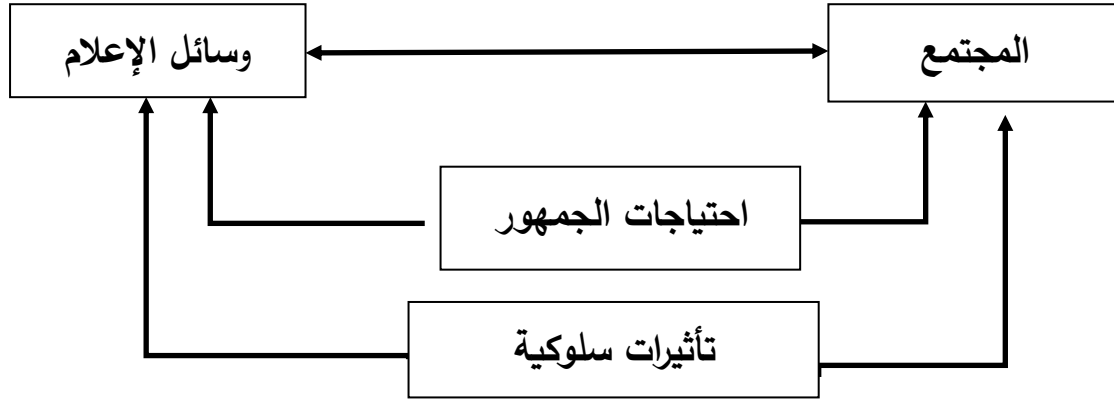 المجتمع
وسائل الإعلام
احتياجات الجمهور
تأثيرات سلوكية